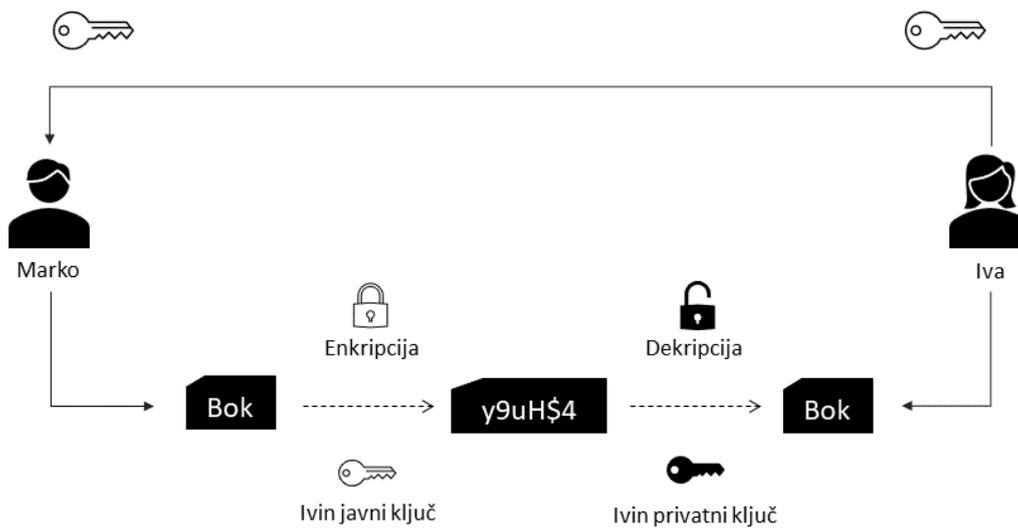 Marko
Iva
Enkripcija
Dekripcija
Bok
y9uH$4
Bok
Ivin javni ključ
Ivin privatni ključ